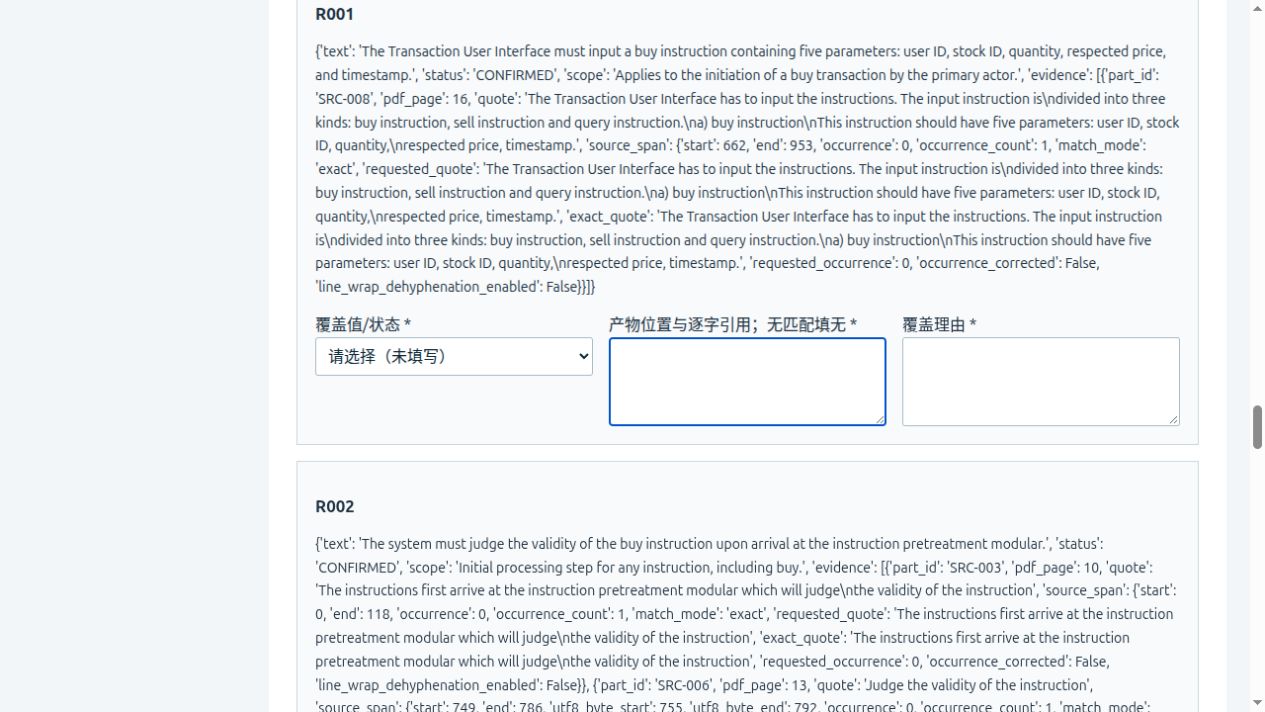 R001
{'text': 'The Transaction User Interface must input a buy instruction containing five parameters: user ID, stock ID, quantity, respected price,
and timestamp.', 'status': 'CONFIRMED', 'scope': 'Applies to the initiation of a buy transaction by the primary actor.', 'evidence': [{'part_id':
'SRC-008', 'pdf_page': 16, 'quote': 'The Transaction User Interface has to input the instructions. The input instruction is\ndivided into three
kinds: buy instruction, sell instruction and query instruction.\na) buy instruction\nThis instruction should have five parameters: user ID, stock
ID, quantity,\nrespected price, timestamp.', 'source_span': {'start': 662, 'end': 953, 'occurrence': 0, 'occurrence_count': 1, 'match_mode':
'exact', 'requested_quote': 'The Transaction User Interface has to input the instructions. The input instruction is\ndivided into three kinds:
buy instruction, sell instruction and query instruction.\na) buy instruction\nThis instruction should have five parameters: user ID, stock ID,
quantity,\nrespected price, timestamp.', 'exact_quote': 'The Transaction User Interface has to input the instructions. The input instruction
is\ndivided into three kinds: buy instruction, sell instruction and query instruction.\na) buy instruction\nThis instruction should have five
parameters: user ID, stock ID, quantity,\nrespected price, timestamp.', 'requested_occurrence': 0, 'occurrence_corrected': False,
'line_wrap_dehyphenation_enabled': False}}]}
覆盖值/状态 *
产物位置与逐字引用；无匹配填无 *
覆盖理由 *
请选择（未填写）
R002
{'text': 'The system must judge the validity of the buy instruction upon arrival at the instruction pretreatment modular.', 'status':
'CONFIRMED', 'scope': 'Initial processing step for any instruction, including buy.', 'evidence': [{'part_id': 'SRC-003', 'pdf_page': 10, 'quote':
'The instructions first arrive at the instruction pretreatment modular which will judge\nthe validity of the instruction', 'source_span': {'start':
0, 'end': 118, 'occurrence': 0, 'occurrence_count': 1, 'match_mode': 'exact', 'requested_quote': 'The instructions first arrive at the instruction
pretreatment modular which will judge\nthe validity of the instruction', 'exact_quote': 'The instructions first arrive at the instruction
pretreatment modular which will judge\nthe validity of the instruction', 'requested_occurrence': 0, 'occurrence_corrected': False,
'line_wrap_dehyphenation_enabled': False}}, {'part_id': 'SRC-006', 'pdf_page': 13, 'quote': 'Judge the validity of the instruction',
'source_span': {'start': 749, 'end': 786, 'utf8_byte_start': 755, 'utf8_byte_end': 792, 'occurrence': 0, 'occurrence_count': 1, 'match_mode':